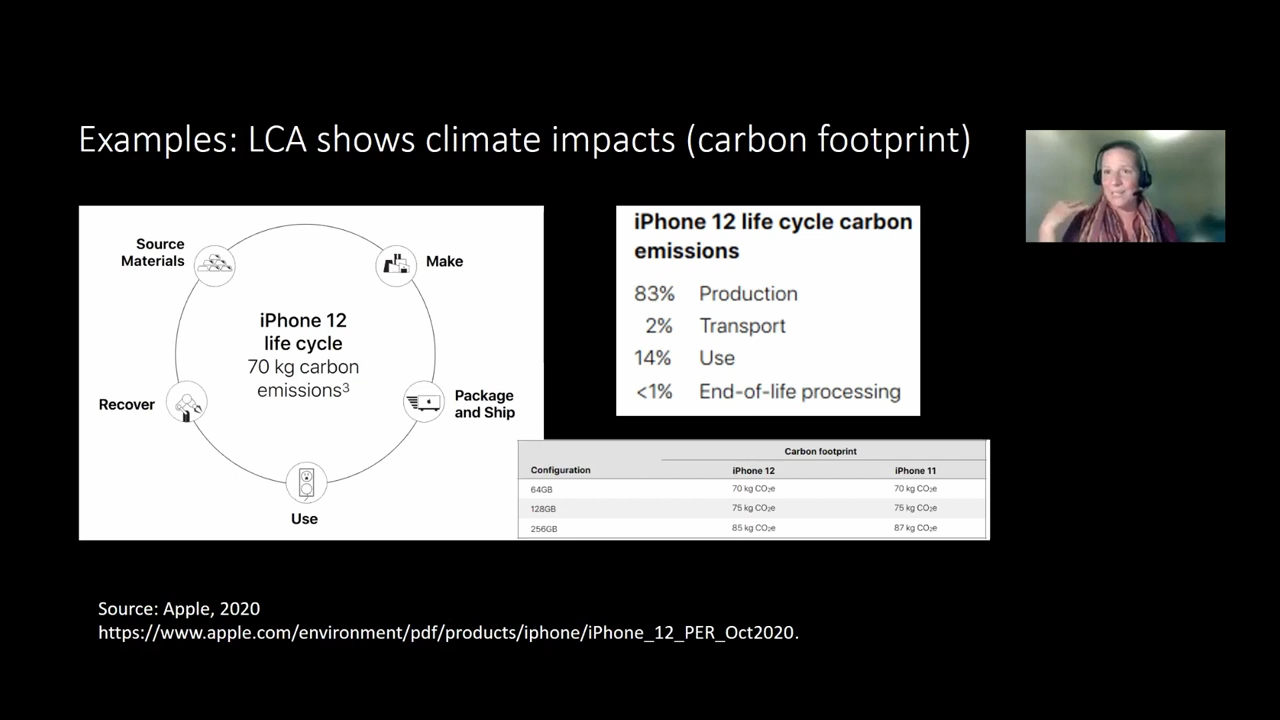 Examples: LCA shows climate impacts (carbon footprint)
Source
Materials
Make
iPhone 12
life cycle
70 kg carbon
emissions³
Recover
Package
and Ship
Use
iPhone 12 life cycle carbon
emissions
83% Production
2% Transport
14% Use
<1% End-of-life processing
Carbon footprint
Configuration iPhone 12 iPhone 11
64GB 70 kg CO₂e 70 kg CO₂e
128GB 75 kg CO₂e 75 kg CO₂e
256GB 85 kg CO₂e 87 kg CO₂e
Source: Apple, 2020
https://www.apple.com/environment/pdf/products/iphone/iPhone_12_PER_Oct2020.